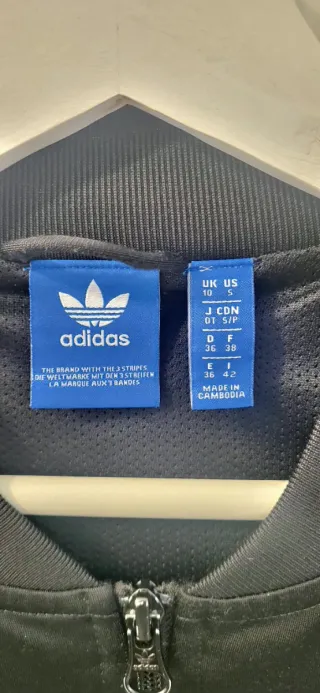 adidas
THE BRAND WITH THE 3 STRIPES
DIE WELTMARKE MIT DEN 3 STREIFEN
LA MARQUE AUX 3 BANDES
UK US
10 S
J CDN
OT S/P
D F
36 38
E I
36 42
MADE IN
CAMBODIA